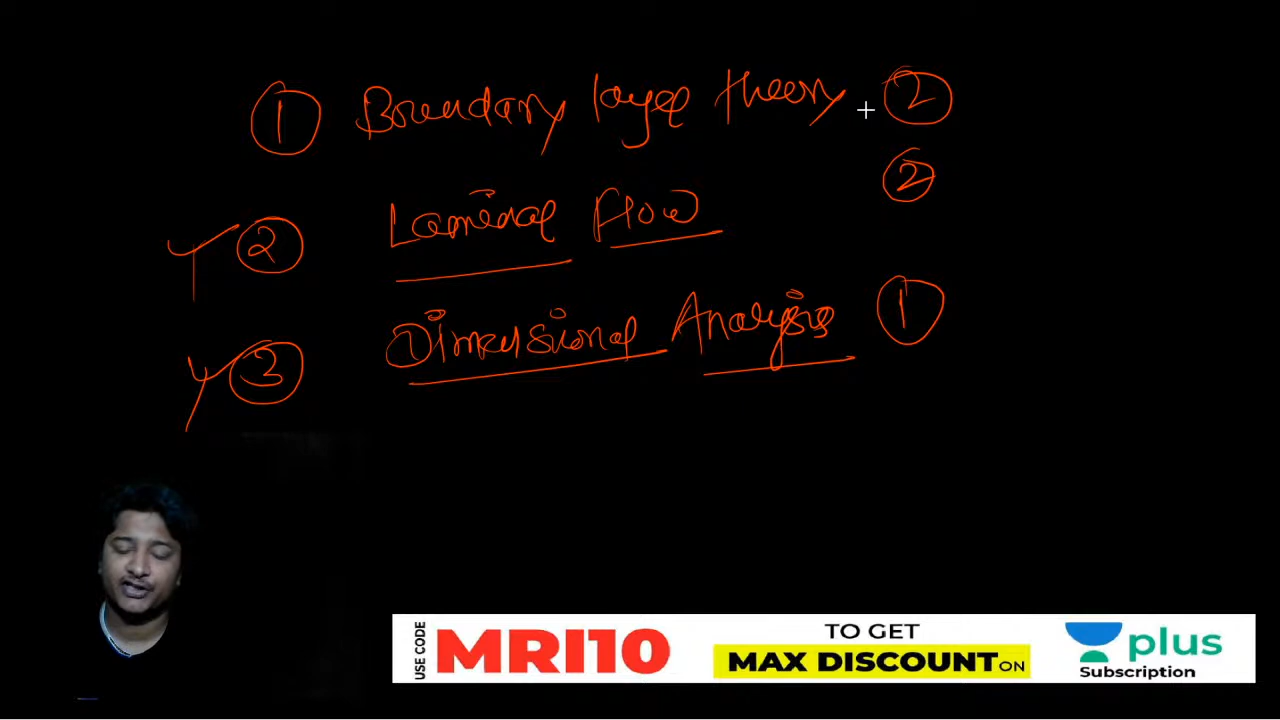 1 Boundary layer theory 2
2
2 Laminar flow
3 Dimensional Analysis 1
USE CODE MRI10 TO GET MAX DISCOUNT ON plus Subscription